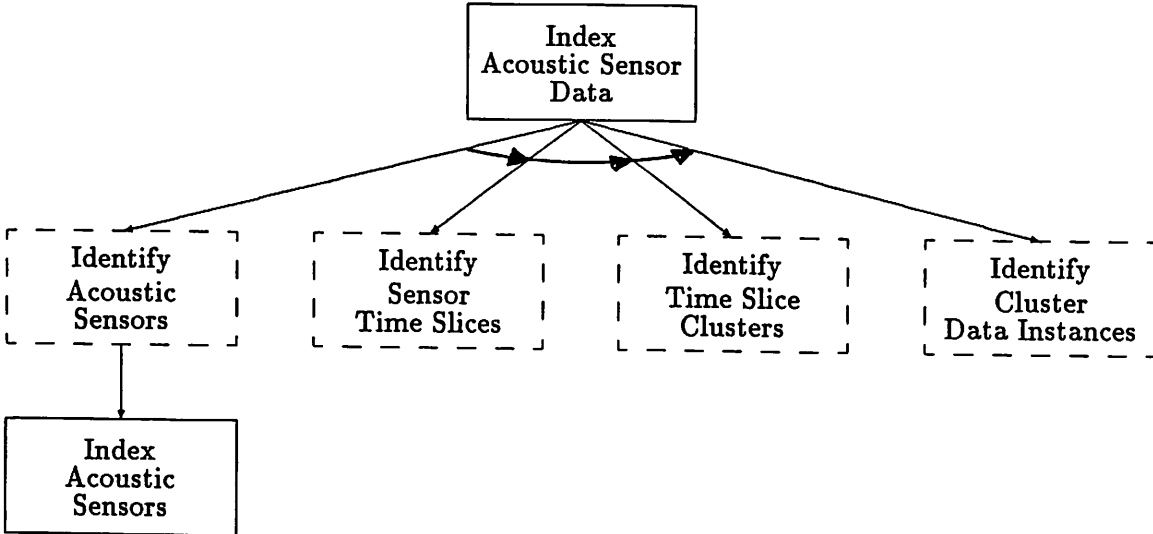 Index
Acoustic Sensor
Data
Identify
Acoustic
Sensors
Identify
Sensor
Time Slices
Identify
Time Slice
Clusters
Identify
Cluster
Data Instances
Index
Acoustic
Sensors